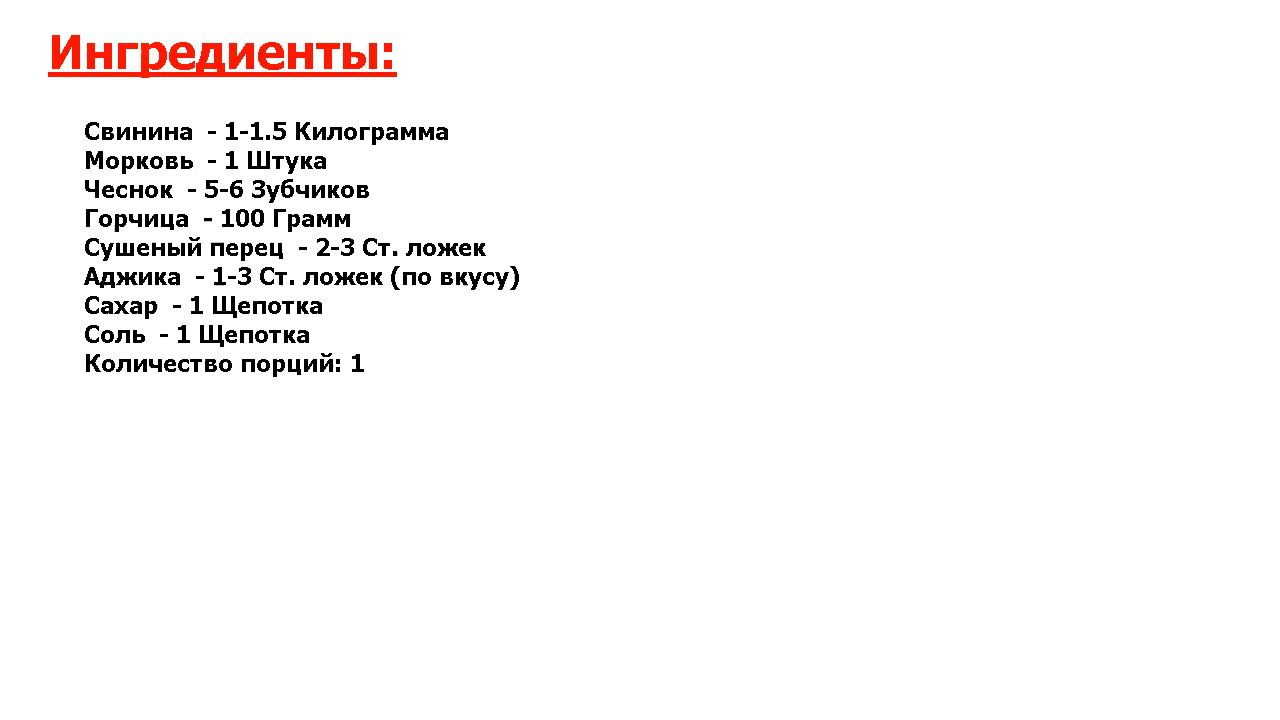 Ингредиенты:
Свинина  - 1-1.5 Килограмма
Морковь  - 1 Штука
Чеснок  - 5-6 Зубчиков
Горчица  - 100 Грамм
Сушеный перец  - 2-3 Ст. ложек
Аджика  - 1-3 Ст. ложек (по вкусу)
Сахар  - 1 Щепотка
Соль  - 1 Щепотка
Количество порций: 1